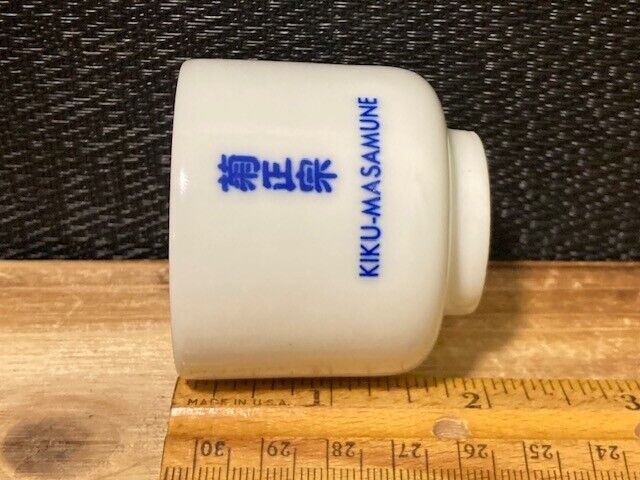 菊正宗
KIKU-MASAMUNE
MADE IN U.S.A. 1 2 3
30 29 28 27 26 25 24